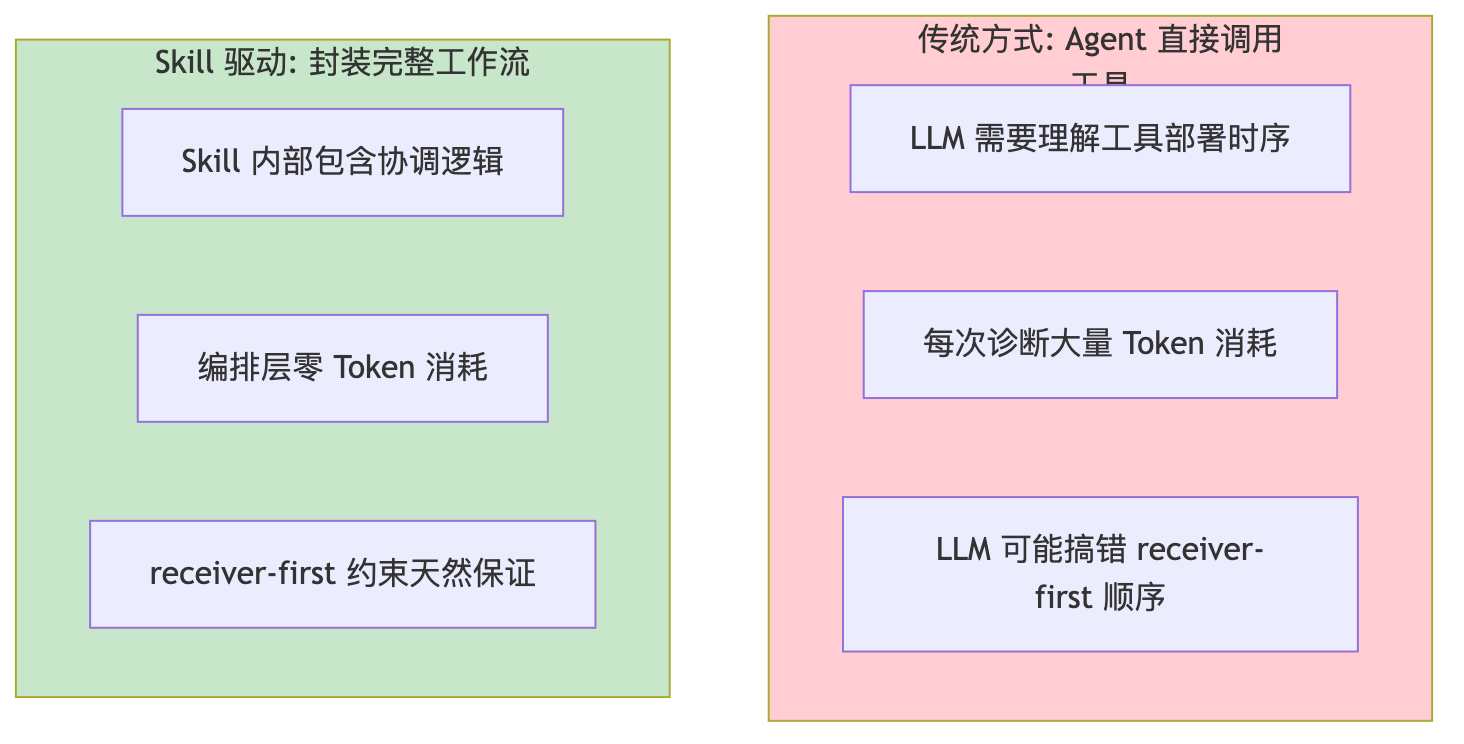 Skill 驱动: 封装完整工作流
Skill 内部包含协调逻辑
编排层零 Token 消耗
receiver-first 约束天然保证
传统方式: Agent 直接调用
工具
LLM 需要理解工具部署时序
每次诊断大量 Token 消耗
LLM 可能搞错 receiver-
first 顺序